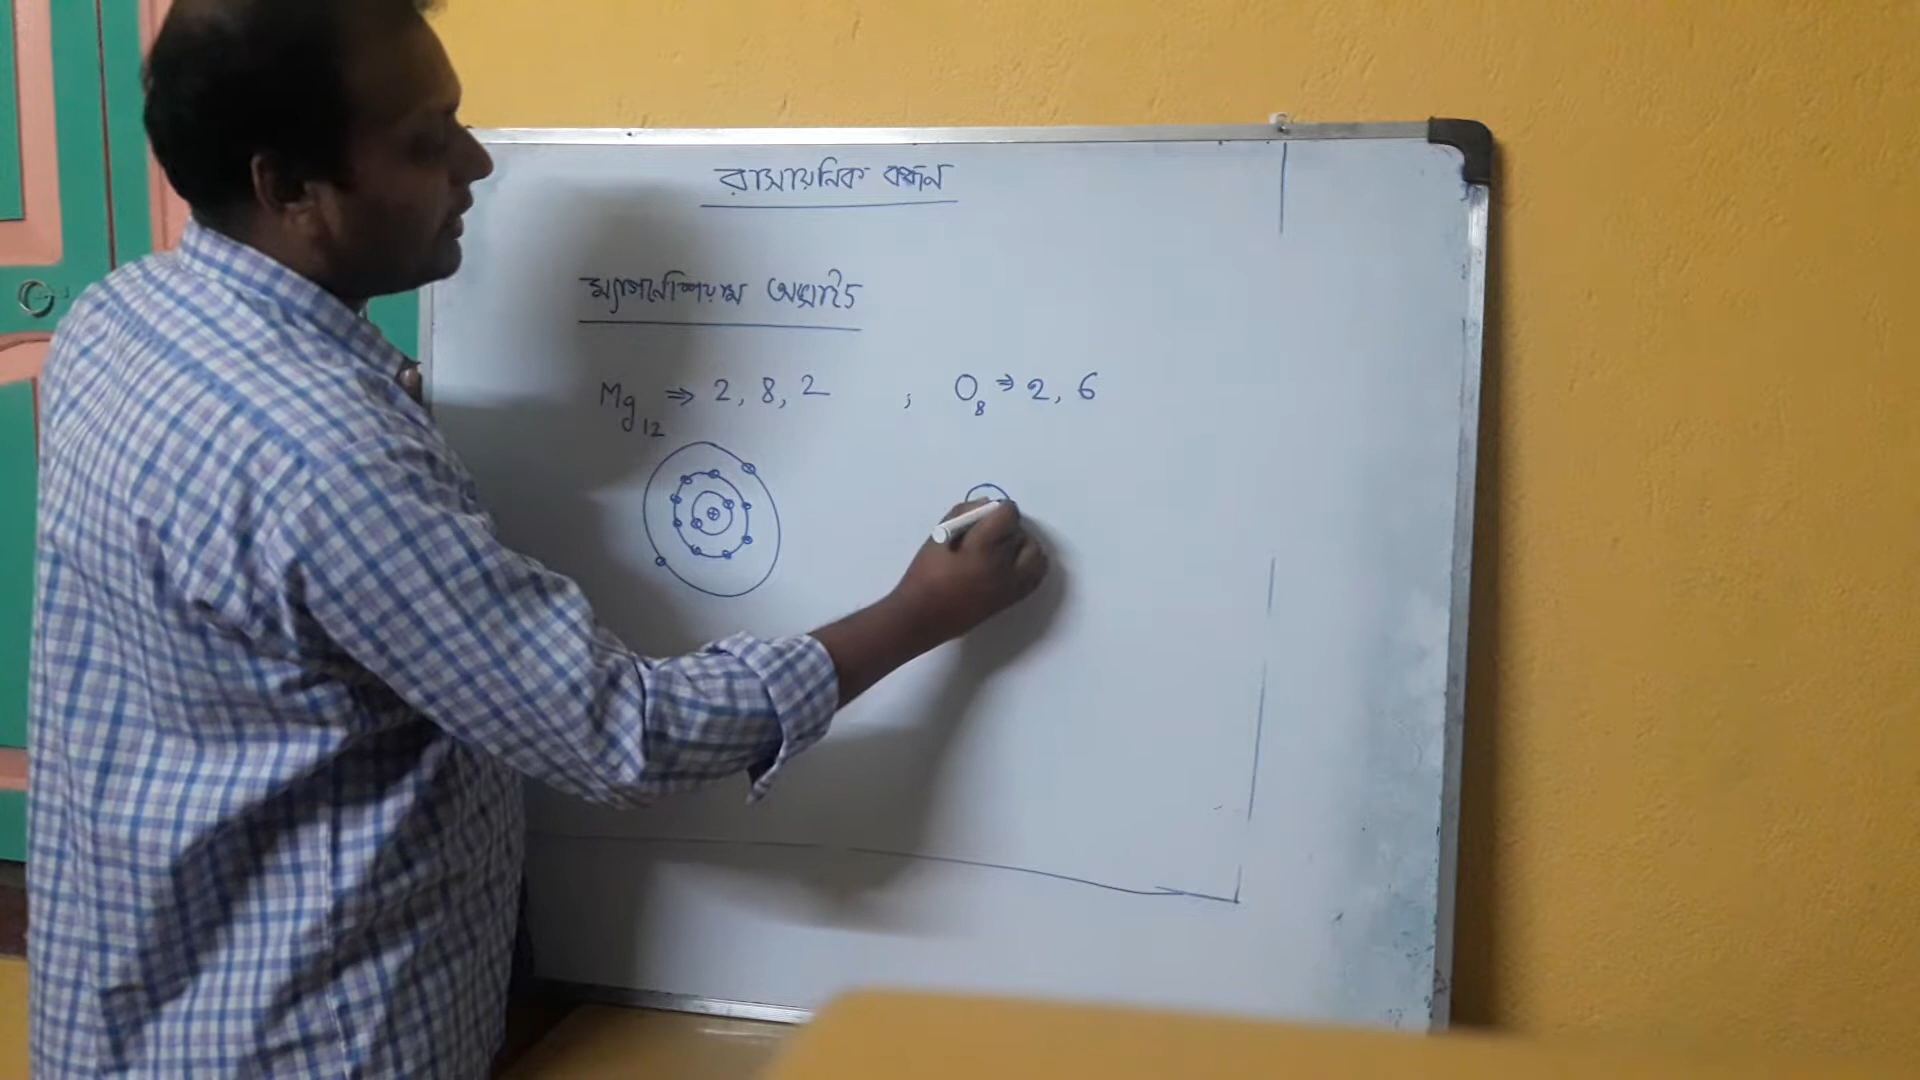 রাসায়নিক বন্ধন
ম্যাগনেশিয়াম অক্সাইড
Mg₁₂ ⇒ 2, 8, 2 ; O₈ ⇒ 2, 6